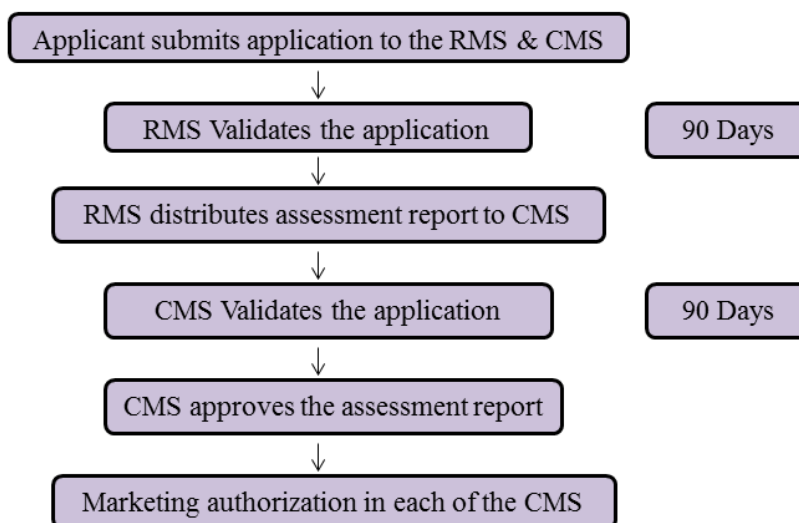 Applicant submits application to the RMS & CMS
RMS Validates the application
90 Days
RMS distributes assessment report to CMS
CMS Validates the application
90 Days
CMS approves the assessment report
Marketing authorization in each of the CMS